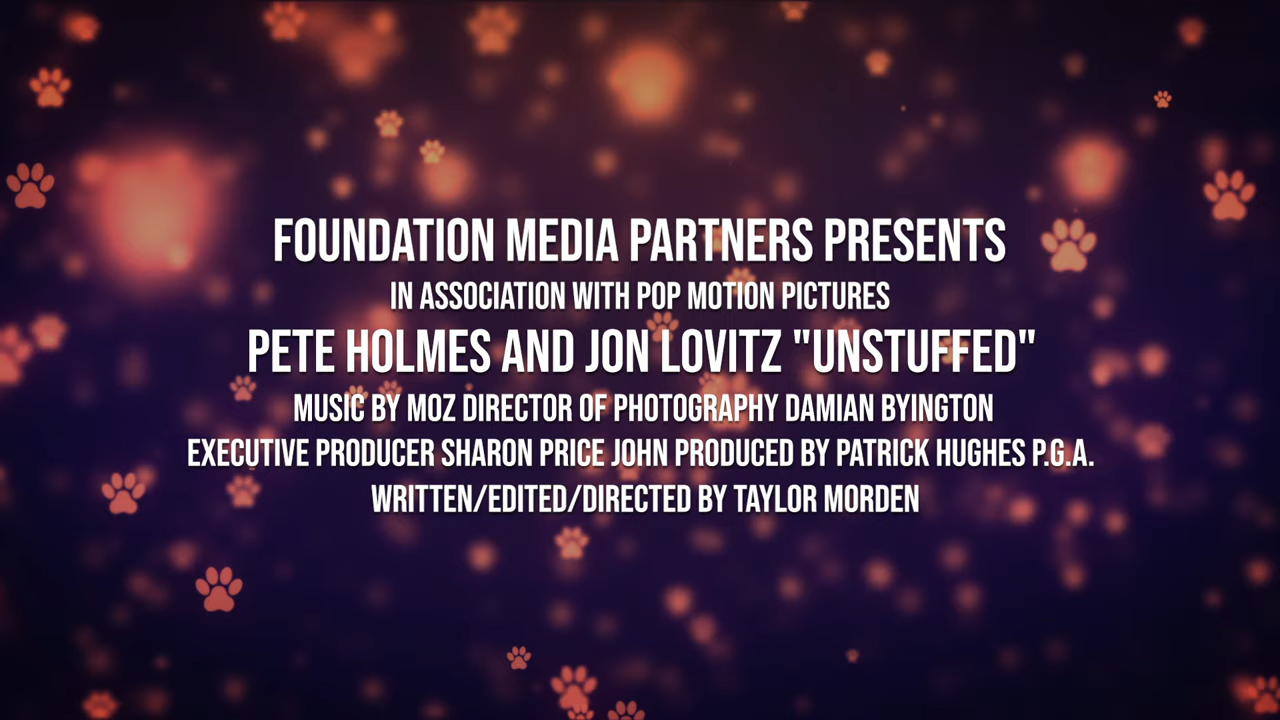 FOUNDATION MEDIA PARTNERS PRESENTS
IN ASSOCIATION WITH POP MOTION PICTURES
PETE HOLMES AND JON LOVITZ "UNSTUFFED"
MUSIC BY MOZ DIRECTOR OF PHOTOGRAPHY DAMIAN BYINGTON
EXECUTIVE PRODUCER SHARON PRICE JOHN PRODUCED BY PATRICK HUGHES P.G.A.
WRITTEN/EDITED/DIRECTED BY TAYLOR MORDEN